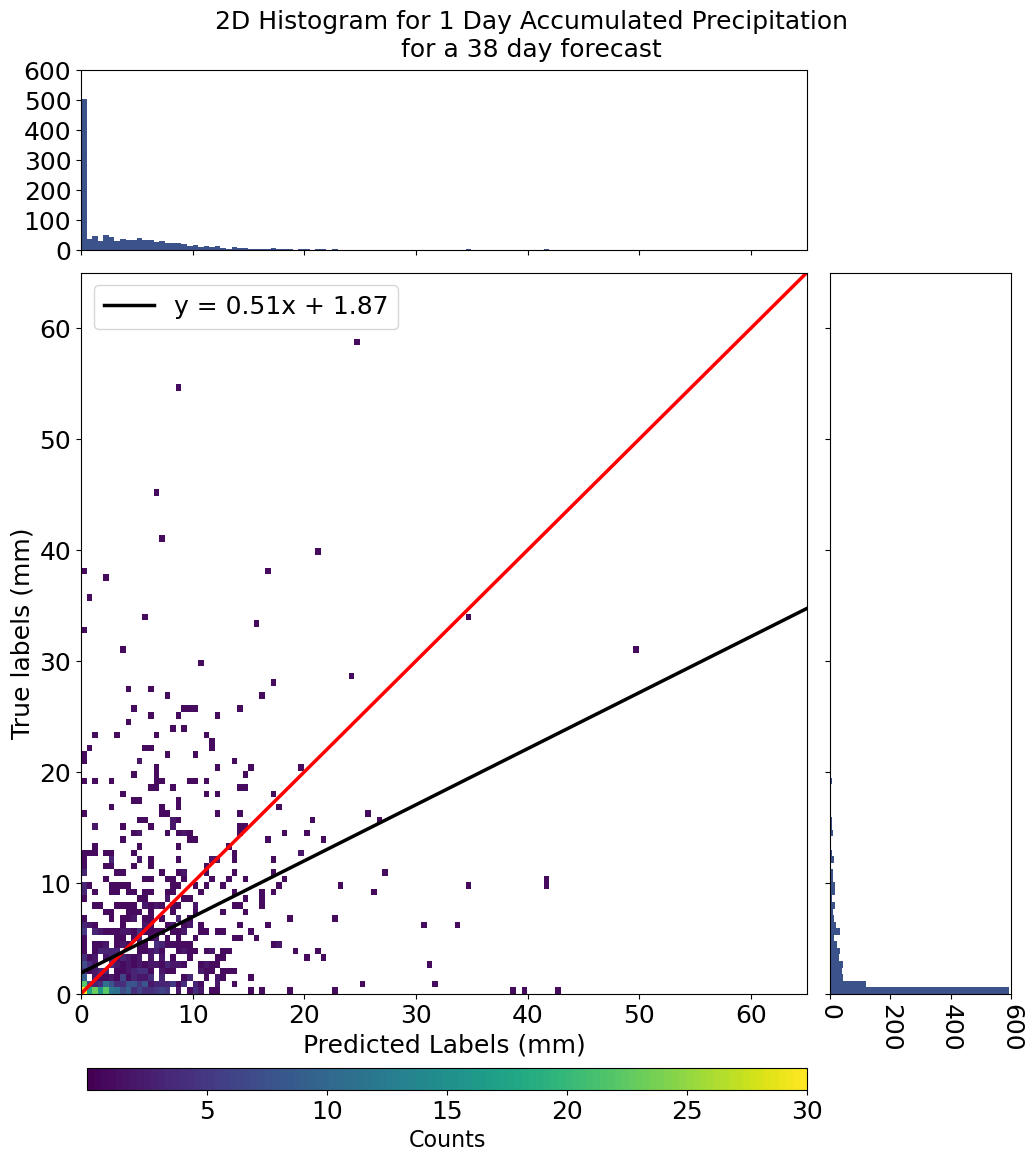 2D Histogram for 1 Day Accumulated Precipitation
for a 38 day forecast
600
500
400
300
200
100
0
y = 0.51x + 1.87
60
50
40
30
20
10
0
True labels (mm)
0 10 20 30 40 50 60
Predicted Labels (mm)
0 200 400 600
5 10 15 20 25 30
Counts